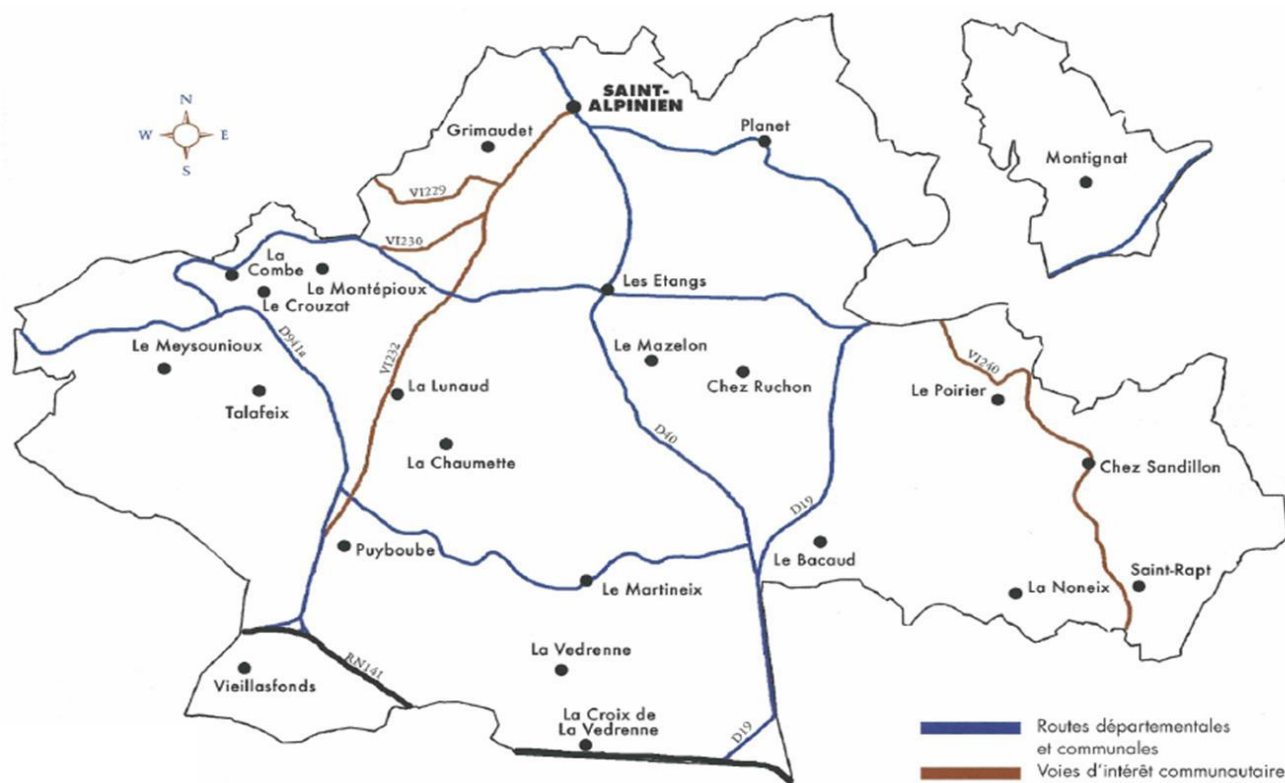 N
W
E
S
SAINT-
ALPINIEN
Grimaudet
Planet
Montignat
VI229
VI230
La
Combe
Le Montépioux
Le Crouzat
Les Etangs
D941a
VI232
Le Meysounioux
Talafeix
La Lunaud
La Chaumette
Le Mazelon
Chez Ruchon
VI240
Le Poirier
D40
Chez Sandillon
D19
Puyboube
Le Bacaud
Le Martineix
La Noneix
Saint-Rapt
RN141
Vieillasfonds
La Vedrenne
La Croix de
La Vedrenne
D19
Routes départementales
et communales
Voies d'intérêt communautaire